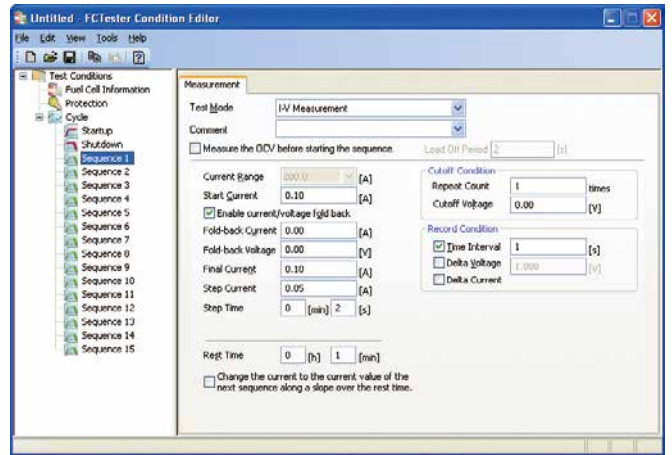 Untitled - FCTester Condition Editor
File Edit View Tools Help
Test Conditions
Fuel Cell Information
Protection
Cycle
Startup
Shutdown
Sequence 1
Sequence 2
Sequence 3
Sequence 4
Sequence 5
Sequence 6
Sequence 7
Sequence 8
Sequence 9
Sequence 10
Sequence 11
Sequence 12
Sequence 13
Sequence 14
Sequence 15
Measurement
Test Mode I-V Measurement
Comment
Measure the OCV before starting the sequence. Load Off Period 2 [s]
Current Range 200.0 [A]
Start Current 0.10 [A]
Enable current/voltage fold back
Fold-back Current 0.00 [A]
Fold-back Voltage 0.00 [V]
Final Current 0.10 [A]
Step Current 0.05 [A]
Step Time 0 [min] 2 [s]
Rest Time 0 [h] 1 [min]
Change the current to the current value of the
next sequence along a slope over the rest time.
Cutoff Condition
Repeat Count 1 times
Cutoff Voltage 0.00 [V]
Record Condition
Time Interval 1 [s]
Delta Voltage 1.000 [V]
Delta Current